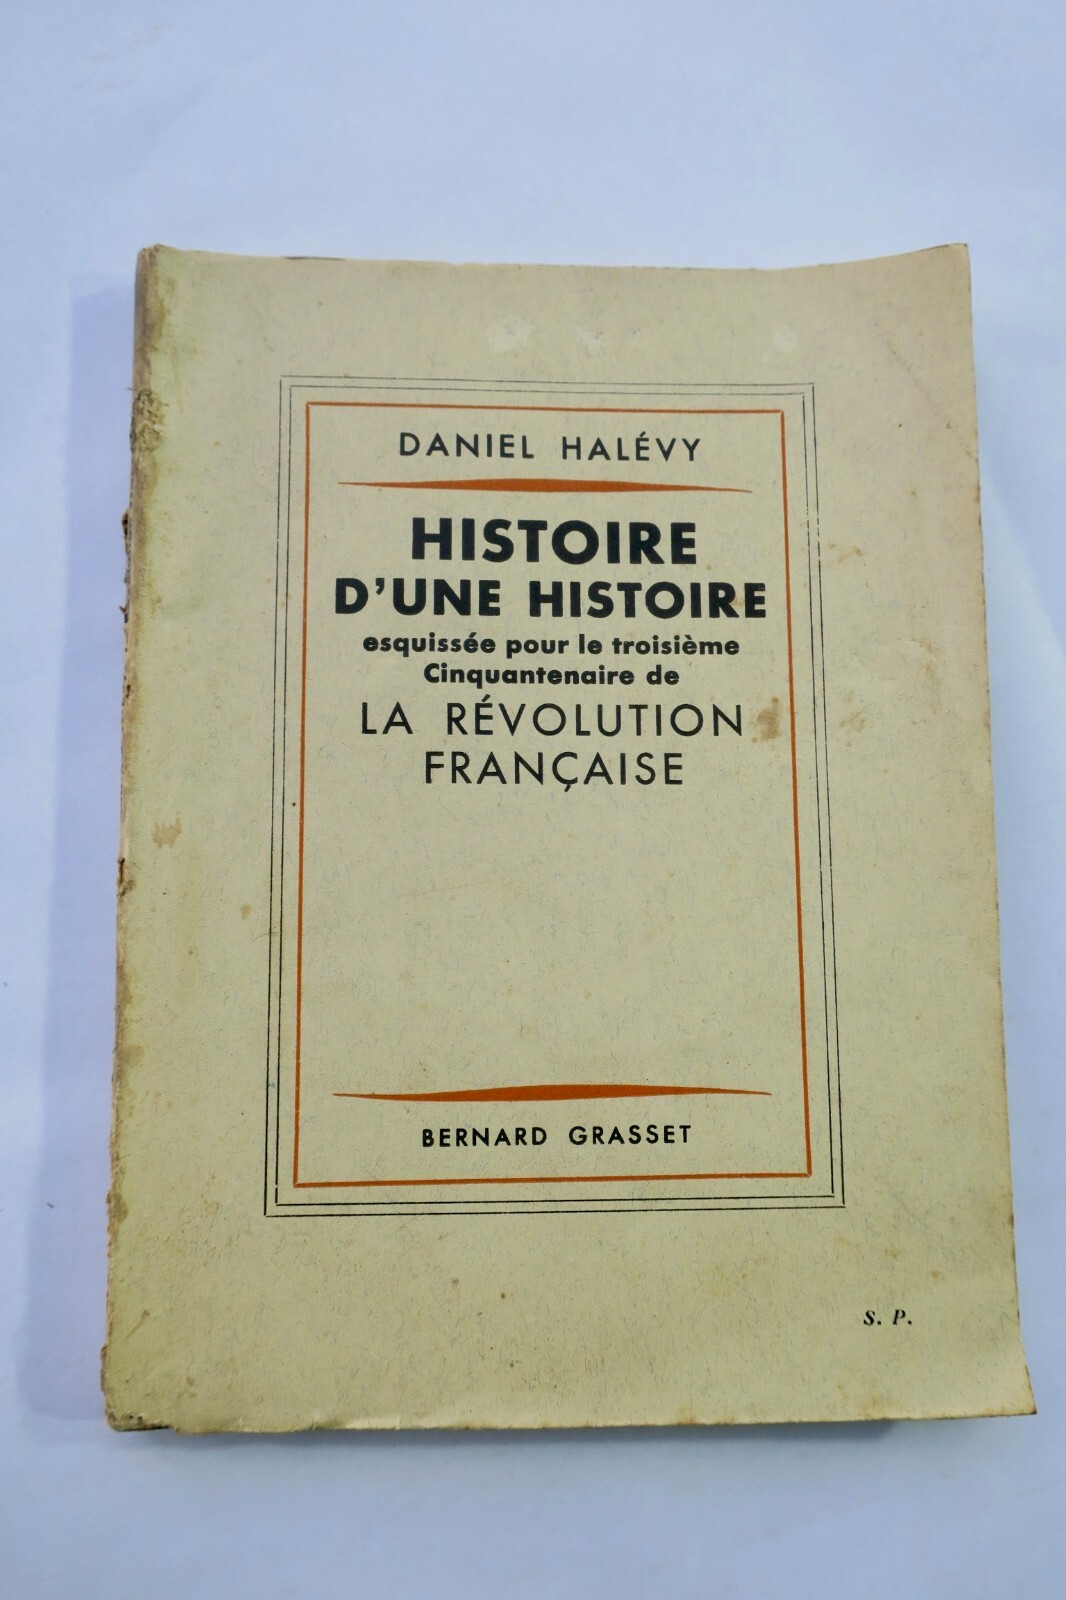 DANIEL HALÉVY
HISTOIRE
D'UNE HISTOIRE
esquissée pour le troisième
Cinquantenaire de
LA RÉVOLUTION
FRANÇAISE
BERNARD GRASSET
S. P.